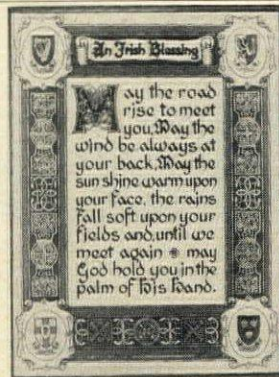 An Irish Blessing
May the road
rise to meet
you, May the
wind be always at
your back, May the
sun shine warm upon
your face, the rains
fall soft upon your
fields and, until we
meet again may
God hold you in the
palm of His Hand.